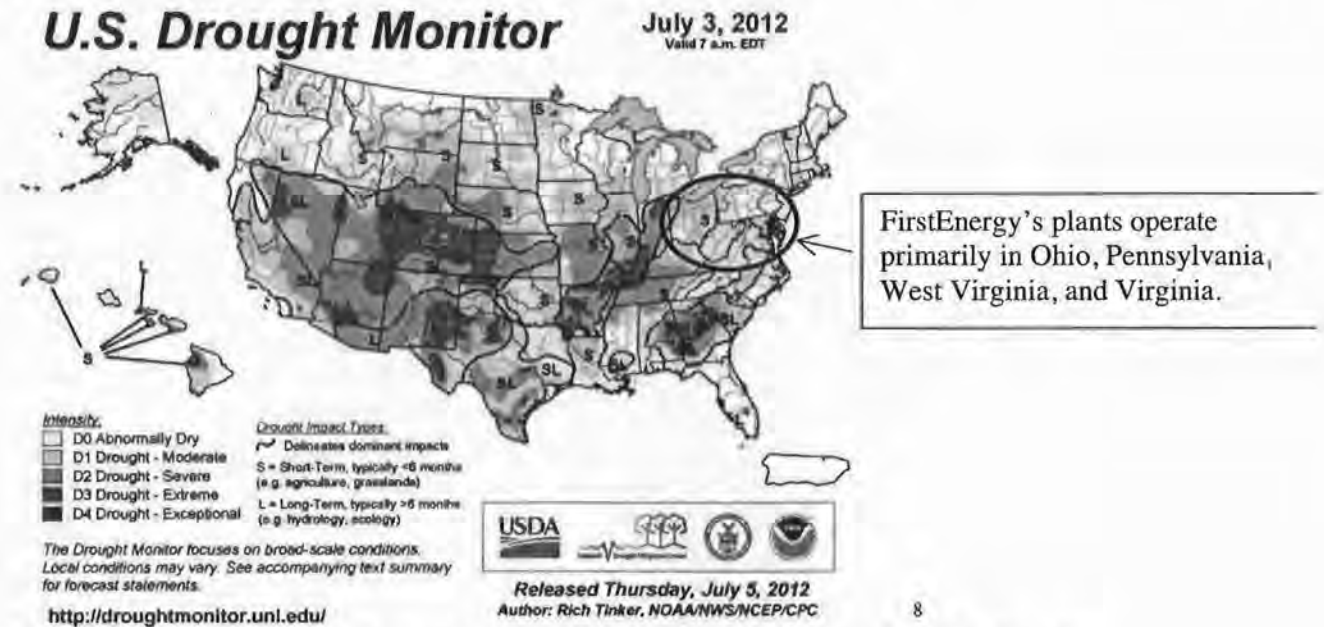 U.S. Drought Monitor
July 3, 2012
Valid 7 a.m. EDT
FirstEnergy's plants operate
primarily in Ohio, Pennsylvania,
West Virginia, and Virginia.
L
S
S
S
S
L
SL
S
S
S
S
S
S
L
S
SL
SL
S
SL
L
S
Intensity:
D0 Abnormally Dry
D1 Drought - Moderate
D2 Drought - Severe
D3 Drought - Extreme
D4 Drought - Exceptional
Drought Impact Types:
Delineates dominant impacts
S = Short-Term, typically <6 months
(e.g. agriculture, grasslands)
L = Long-Term, typically >6 months
(e.g. hydrology, ecology)
The Drought Monitor focuses on broad-scale conditions.
Local conditions may vary. See accompanying text summary
for forecast statements.
http://droughtmonitor.unl.edu/
USDA
Released Thursday, July 5, 2012
Author: Rich Tinker, NOAA/NWS/NCEP/CPC
8